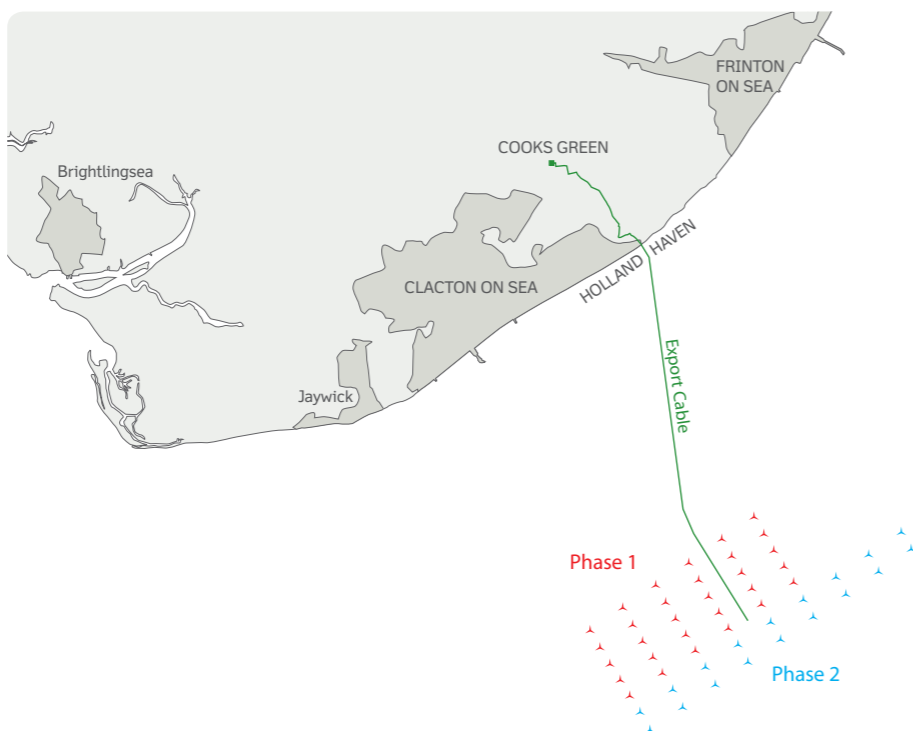 FRINTON
ON SEA
COOKS GREEN
Brightlingsea
HOLLAND HAVEN
CLACTON ON SEA
Export Cable
Jaywick
Phase 1
Phase 2